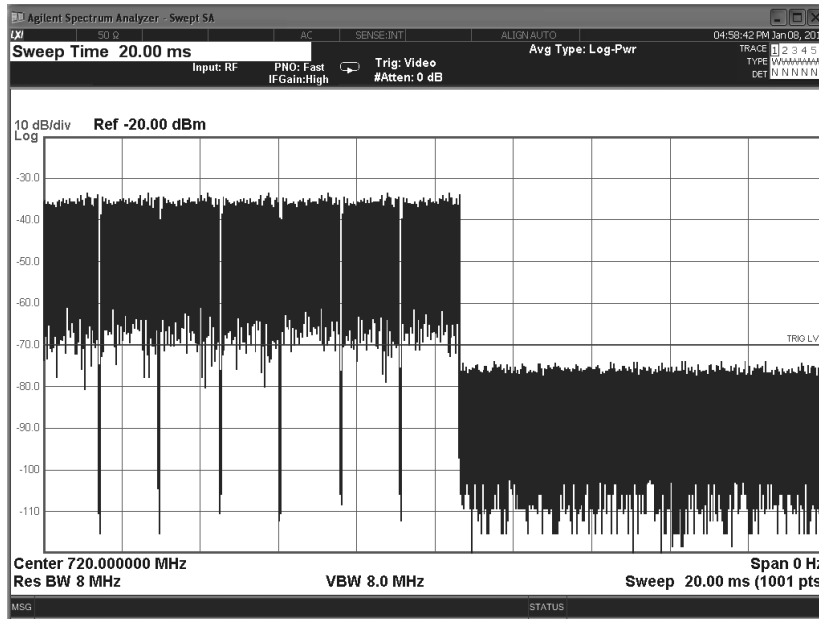 Agilent Spectrum Analyzer - Swept SA
LXI 50 Ω AC SENSE:INT ALIGNAUTO 04:58:42 PM Jan 08, 201
Sweep Time 20.00 ms Avg Type: Log-Pwr TRACE 1 2 3 4 5
Input: RF PNO: Fast Trig: Video TYPE
IFGain:High #Atten: 0 dB DET N N N N N
10 dB/div Ref -20.00 dBm
Log
-30.0
-40.0
-50.0
-60.0
-70.0 TRIG LV
-80.0
-90.0
-100
-110
Center 720.000000 MHz Span 0 Hz
Res BW 8 MHz VBW 8.0 MHz Sweep 20.00 ms (1001 pts
MSG STATUS